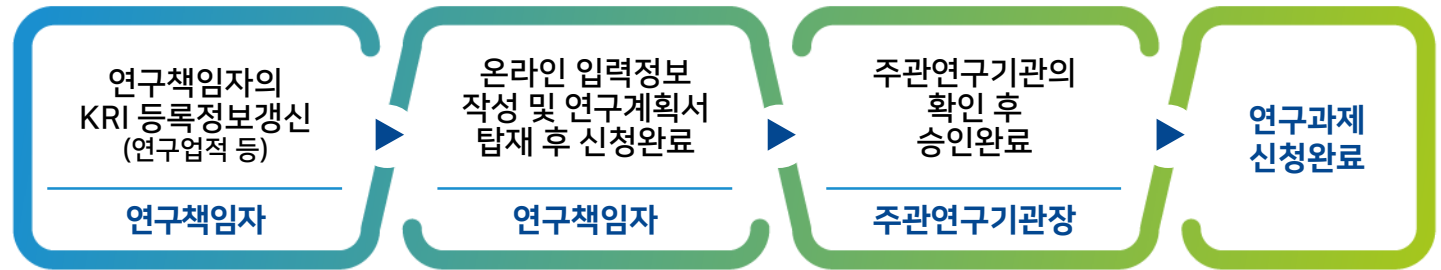 연구책임자의
KRI 등록정보갱신
(연구업적 등)
연구책임자
온라인 입력정보
작성 및 연구계획서
탑재 후 신청완료
연구책임자
주관연구기관의
확인 후
승인완료
주관연구기관장
연구과제
신청완료